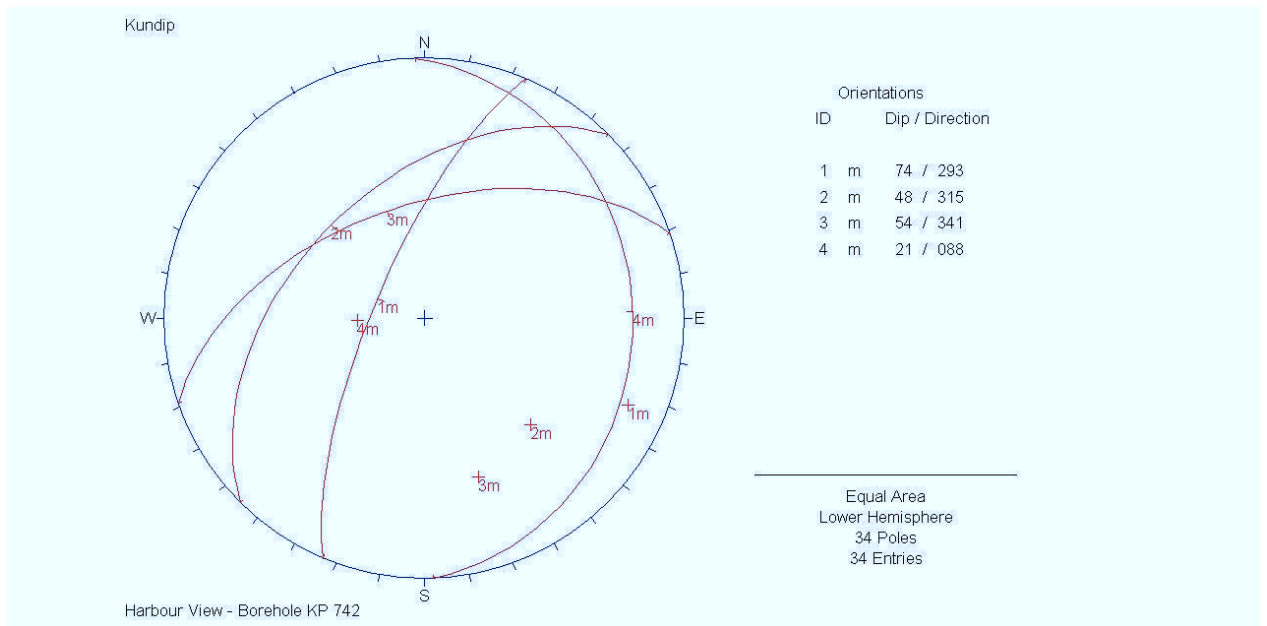 Kundip
N
Orientations
ID Dip / Direction
1 m 74 / 293
2 m 48 / 315
3 m 54 / 341
4 m 21 / 088
3m
2m
1m
W
4m
4m
E
1m
2m
3m
Equal Area
Lower Hemisphere
34 Poles
34 Entries
S
Harbour View - Borehole KP 742